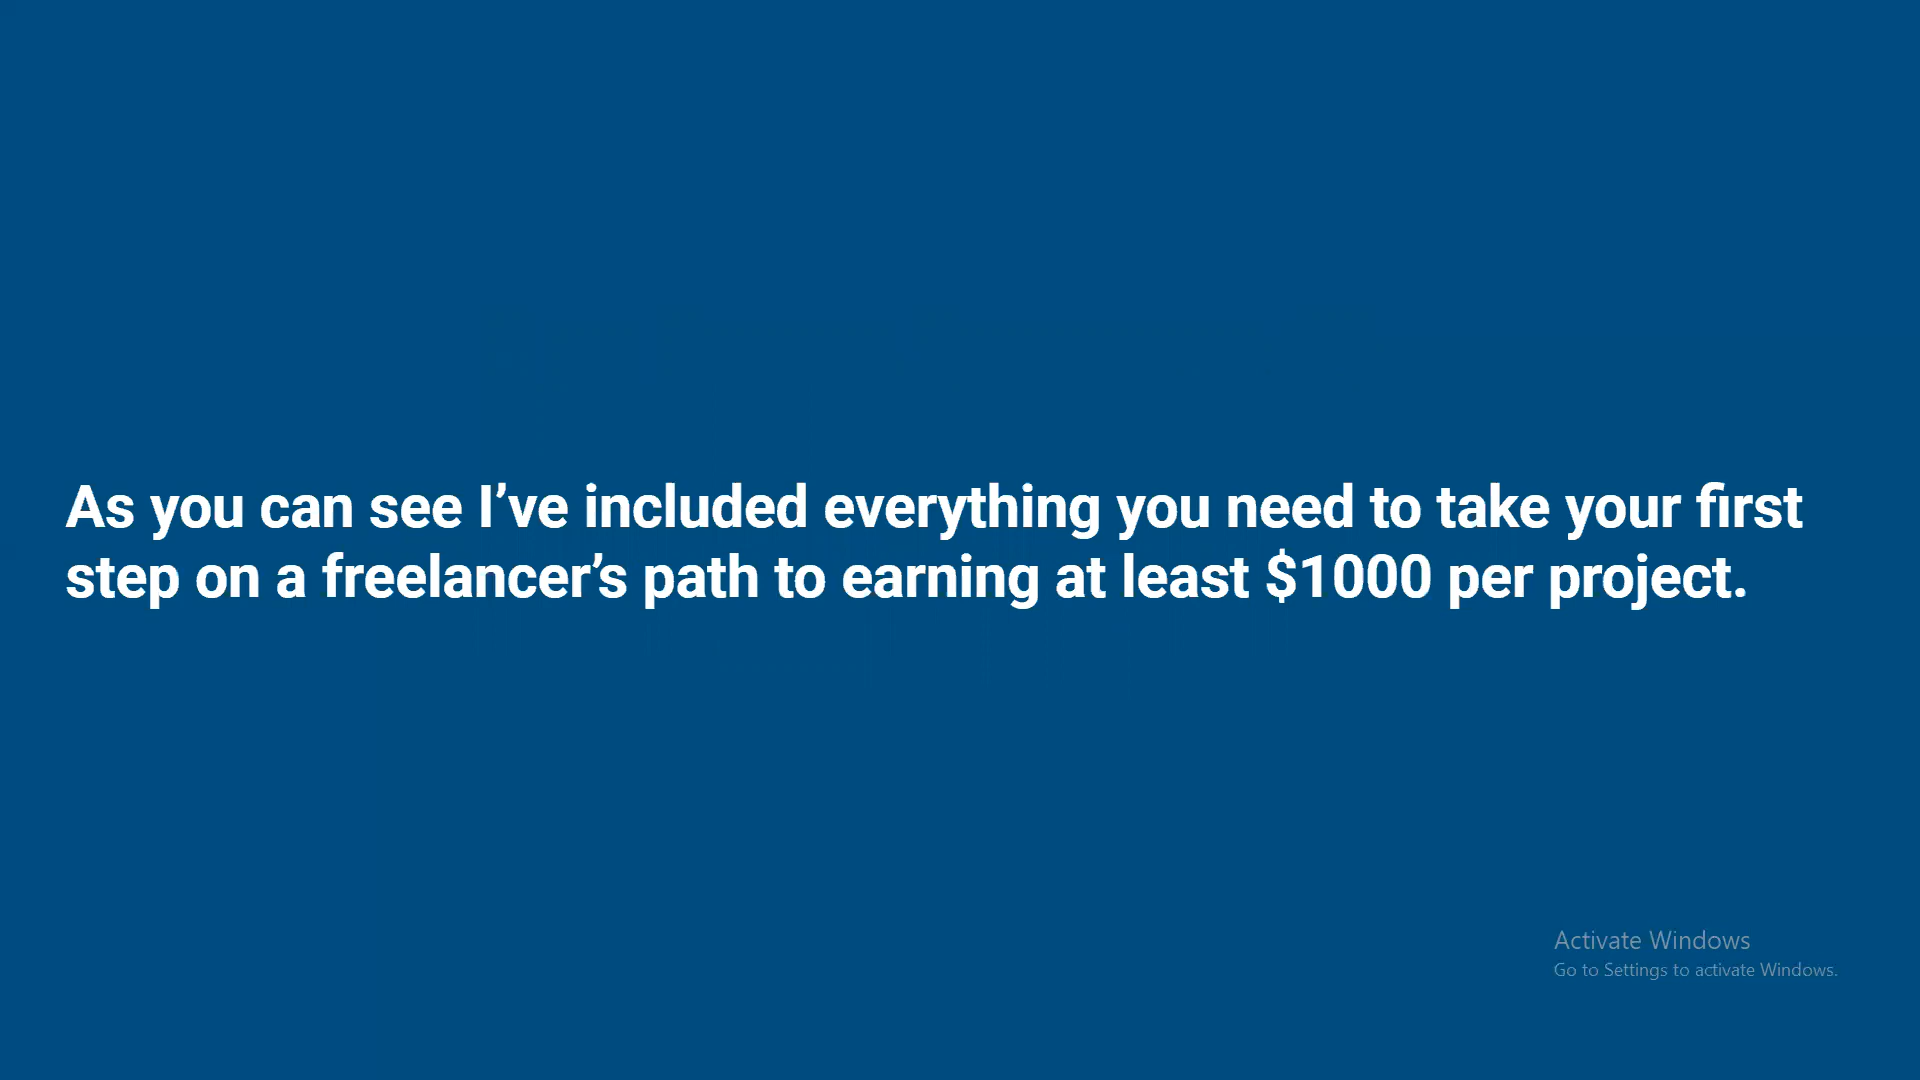 As you can see I’ve included everything you need to take your first
step on a freelancer’s path to earning at least $1000 per project.
Activate Windows
Go to Settings to activate Windows.